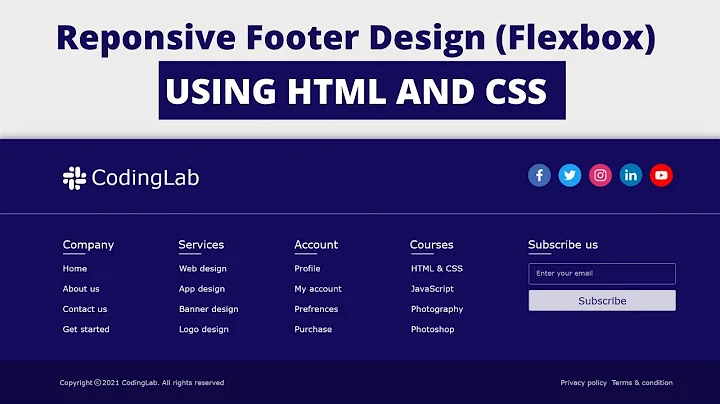 Reponsive Footer Design (Flexbox)
USING HTML AND CSS
CodingLab
Company Services Account Courses Subscribe us
Home Web design Profile HTML & CSS Enter your email
About us App design My account JavaScript Subscribe
Contact us Banner design Prefrences Photography
Get started Logo design Purchase Photoshop
Copyright ©2021 CodingLab. All rights reserved Privacy policy Terms & condition